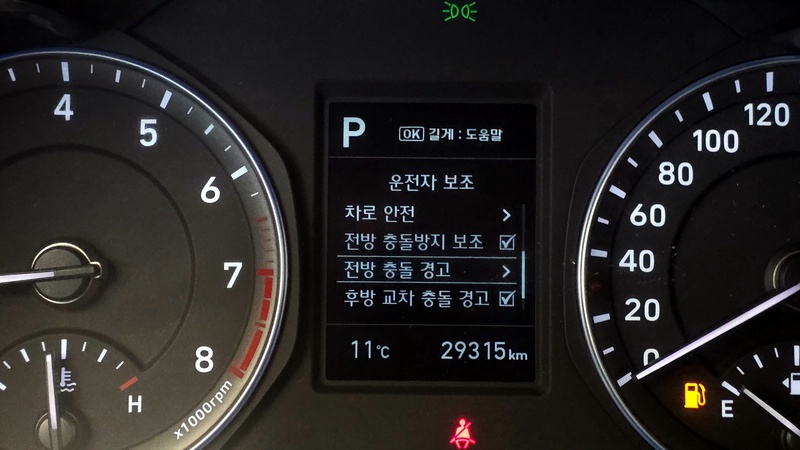 4
5
6
7
8
x1000rpm
H
P
OK 길게 : 도움말
운전자 보조
차로 안전
전방 충돌방지 보조
전방 충돌 경고
후방 교차 충돌 경고
11°C 29315km
120
100
80
60
40
20
0
E